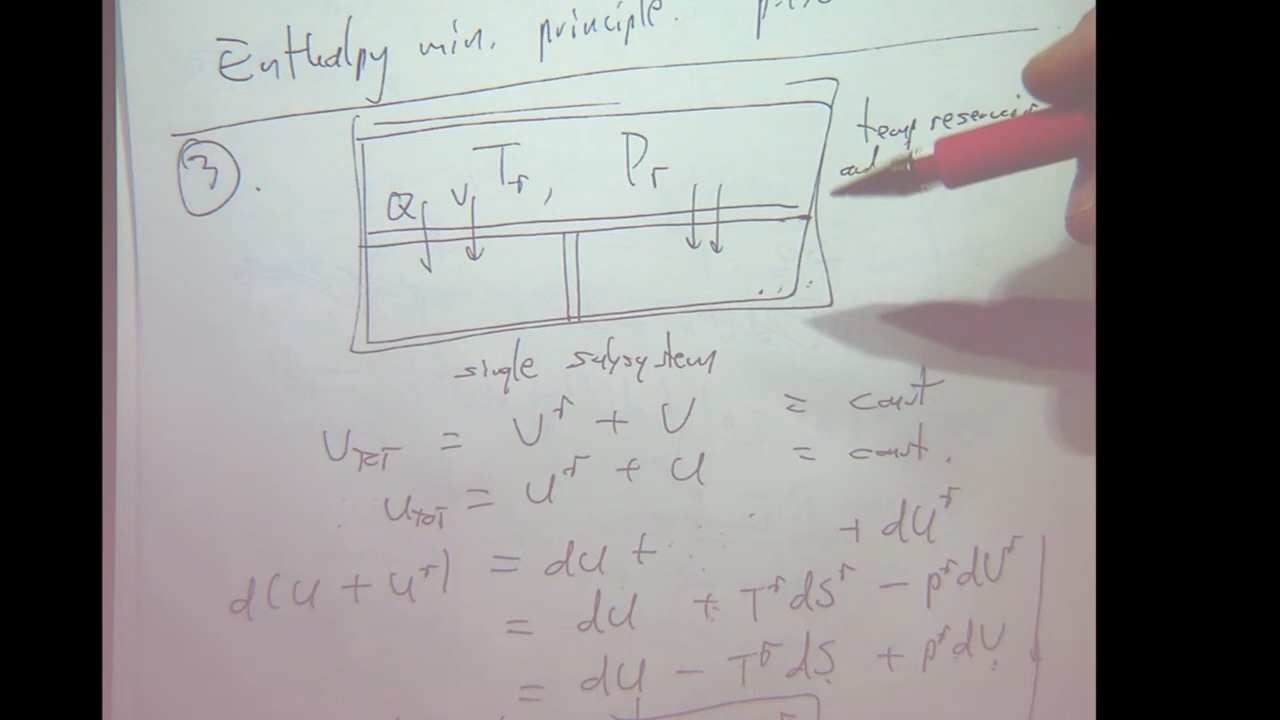 Enthalpy min. principle.
③.
temp reservoir
T_r, P_r
Q V
single subsystem
V_TOT = V^r + V = const
U_TOT = U^r + U = const.
d(U + U^r) = dU + + dU^r
= dU + T^r dS^r - P^r dV^r
= dU - T^r dS + P^r dV